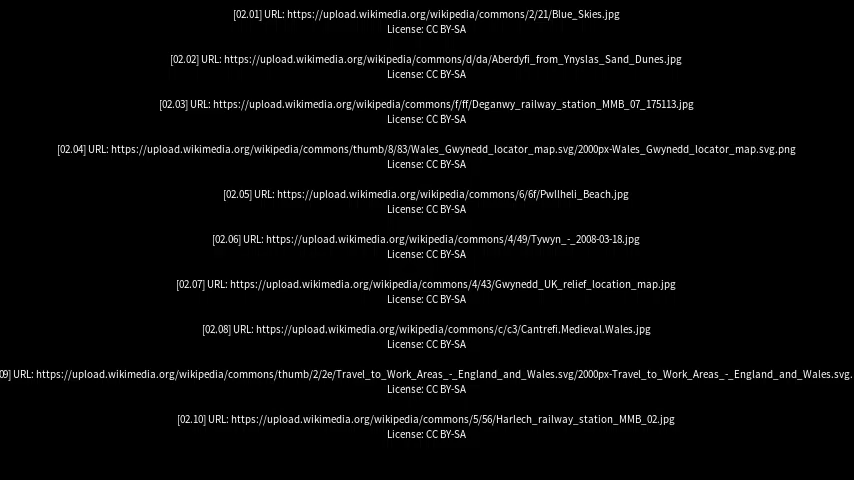 [02.01] URL: https://upload.wikimedia.org/wikipedia/commons/2/21/Blue_Skies.jpg
License: CC BY-SA
[02.02] URL: https://upload.wikimedia.org/wikipedia/commons/d/da/Aberdyfi_from_Ynyslas_Sand_Dunes.jpg
License: CC BY-SA
[02.03] URL: https://upload.wikimedia.org/wikipedia/commons/f/ff/Deganwy_railway_station_MMB_07_175113.jpg
License: CC BY-SA
[02.04] URL: https://upload.wikimedia.org/wikipedia/commons/thumb/8/83/Wales_Gwynedd_locator_map.svg/2000px-Wales_Gwynedd_locator_map.svg.png
License: CC BY-SA
[02.05] URL: https://upload.wikimedia.org/wikipedia/commons/6/6f/Pwllheli_Beach.jpg
License: CC BY-SA
[02.06] URL: https://upload.wikimedia.org/wikipedia/commons/4/49/Tywyn_-_2008-03-18.jpg
License: CC BY-SA
[02.07] URL: https://upload.wikimedia.org/wikipedia/commons/4/43/Gwynedd_UK_relief_location_map.jpg
License: CC BY-SA
[02.08] URL: https://upload.wikimedia.org/wikipedia/commons/c/c3/Cantrefi.Medieval.Wales.jpg
License: CC BY-SA
09] URL: https://upload.wikimedia.org/wikipedia/commons/thumb/2/2e/Travel_to_Work_Areas_-_England_and_Wales.svg/2000px-Travel_to_Work_Areas_-_England_and_Wales.svg.
License: CC BY-SA
[02.10] URL: https://upload.wikimedia.org/wikipedia/commons/5/56/Harlech_railway_station_MMB_02.jpg
License: CC BY-SA